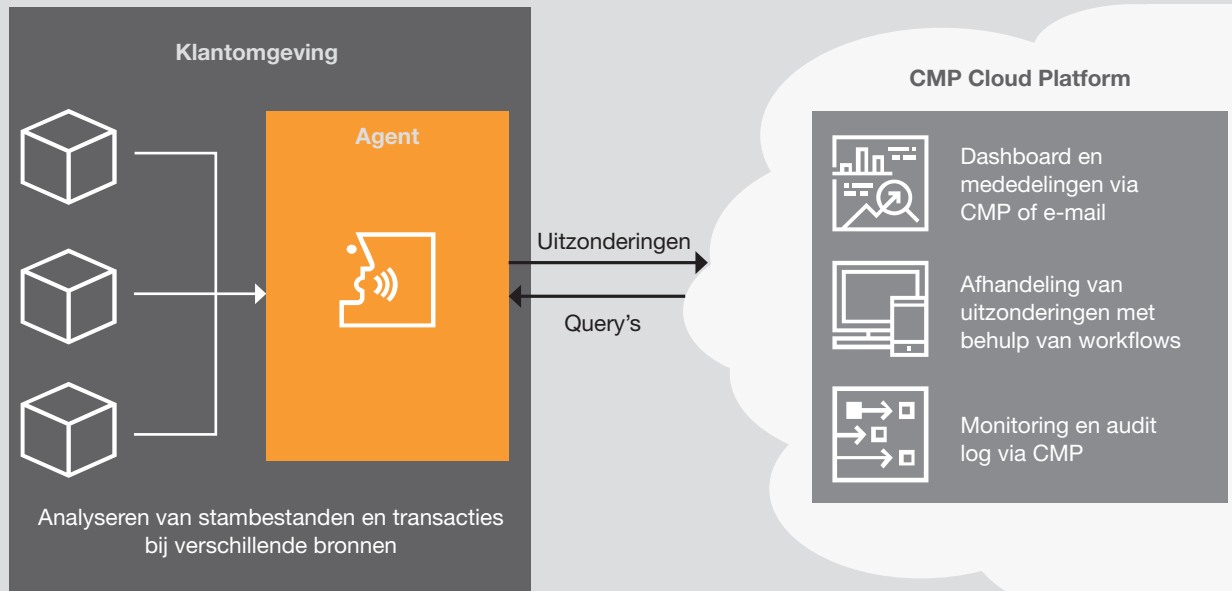 Klantomgeving
Agent
Analyseren van stambestanden en transacties
bij verschillende bronnen
Uitzonderingen
Query’s
CMP Cloud Platform
Dashboard en
mededelingen via
CMP of e-mail
Afhandeling van
uitzonderingen met
behulp van workflows
Monitoring en audit
log via CMP